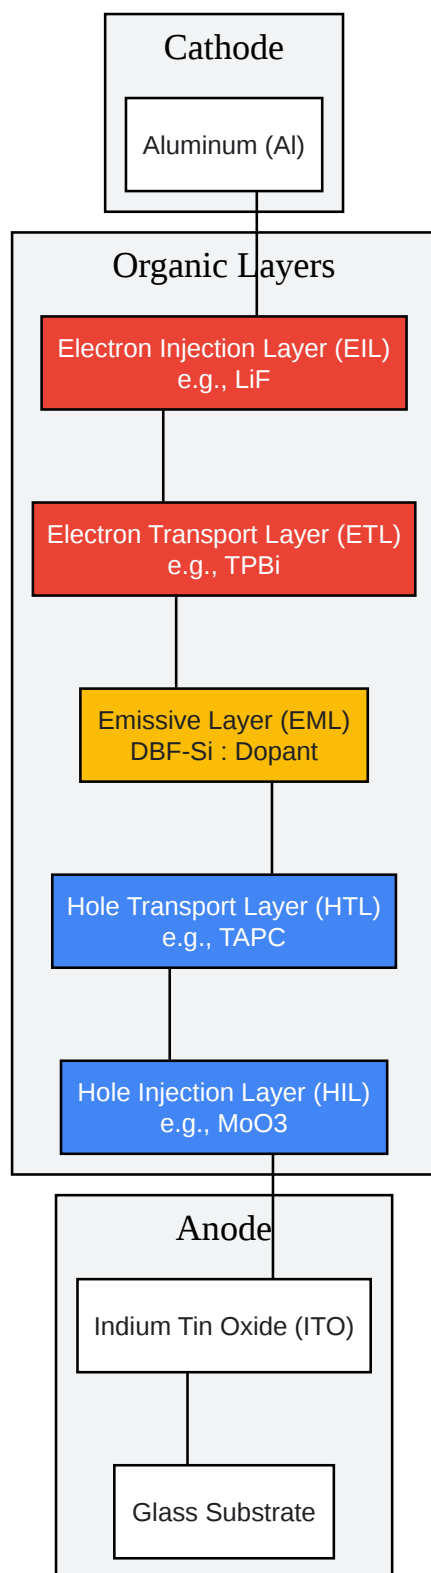 Cathode
Aluminum (Al)
Organic Layers
Electron Injection Layer (EIL)
e.g., LiF
Electron Transport Layer (ETL)
e.g., TPBi
Emissive Layer (EML)
DBF-Si : Dopant
Hole Transport Layer (HTL)
e.g., TAPC
Hole Injection Layer (HIL)
e.g., MoO3
Anode
Indium Tin Oxide (ITO)
Glass Substrate